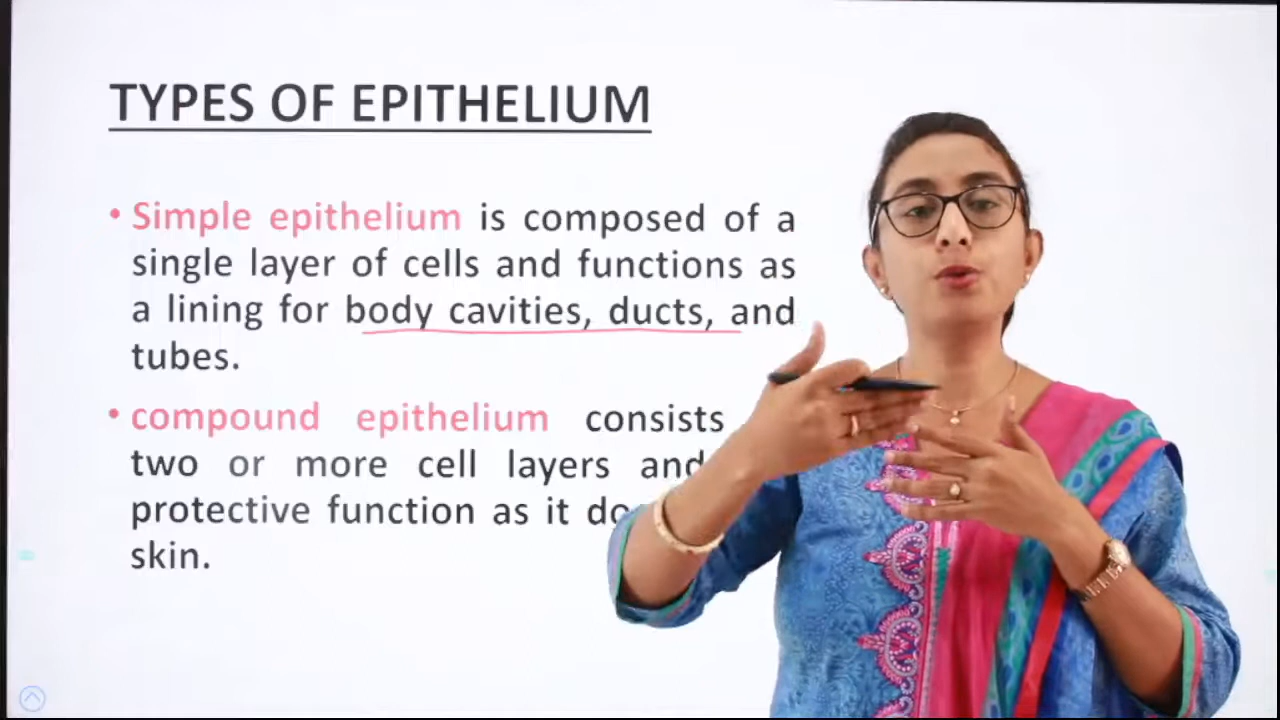 TYPES OF EPITHELIUM
• Simple epithelium is composed of a
single layer of cells and functions as
a lining for body cavities, ducts, and
tubes.
• compound epithelium consists
two or more cell layers and
protective function as it do
skin.